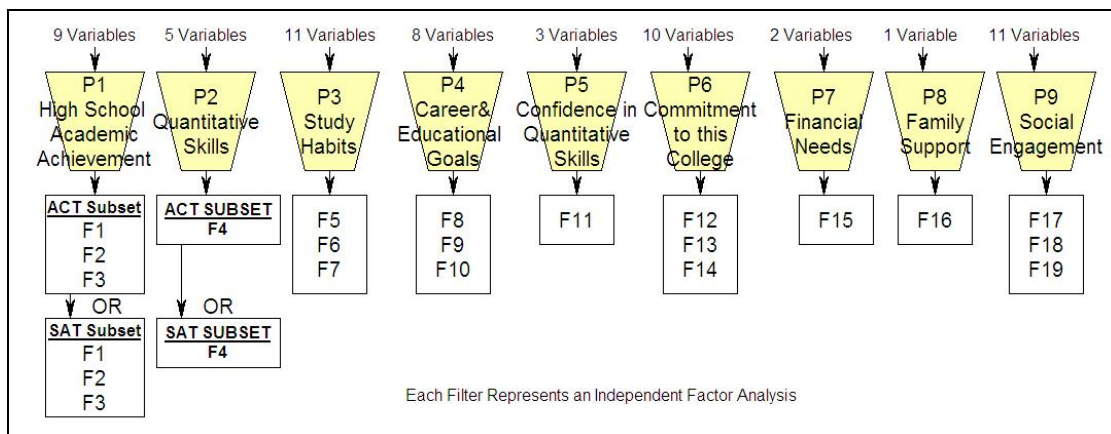 9 Variables
5 Variables
11 Variables
8 Variables
3 Variables
10 Variables
2 Variables
1 Variable
11 Variables
P1
High School
Academic
Achievement
P2
Quantitative
Skills
P3
Study
Habits
P4
Career&
Educational
Goals
P5
Confidence in
Quantitative
Skills
P6
Commitment
to this
College
P7
Financial
Needs
P8
Family
Support
P9
Social
Engagement
ACT Subset
F1
F2
F3
OR
SAT Subset
F1
F2
F3
ACT SUBSET
F4
OR
SAT SUBSET
F4
F5
F6
F7
F8
F9
F10
F11
F12
F13
F14
F15
F16
F17
F18
F19
Each Filter Represents an Independent Factor Analysis